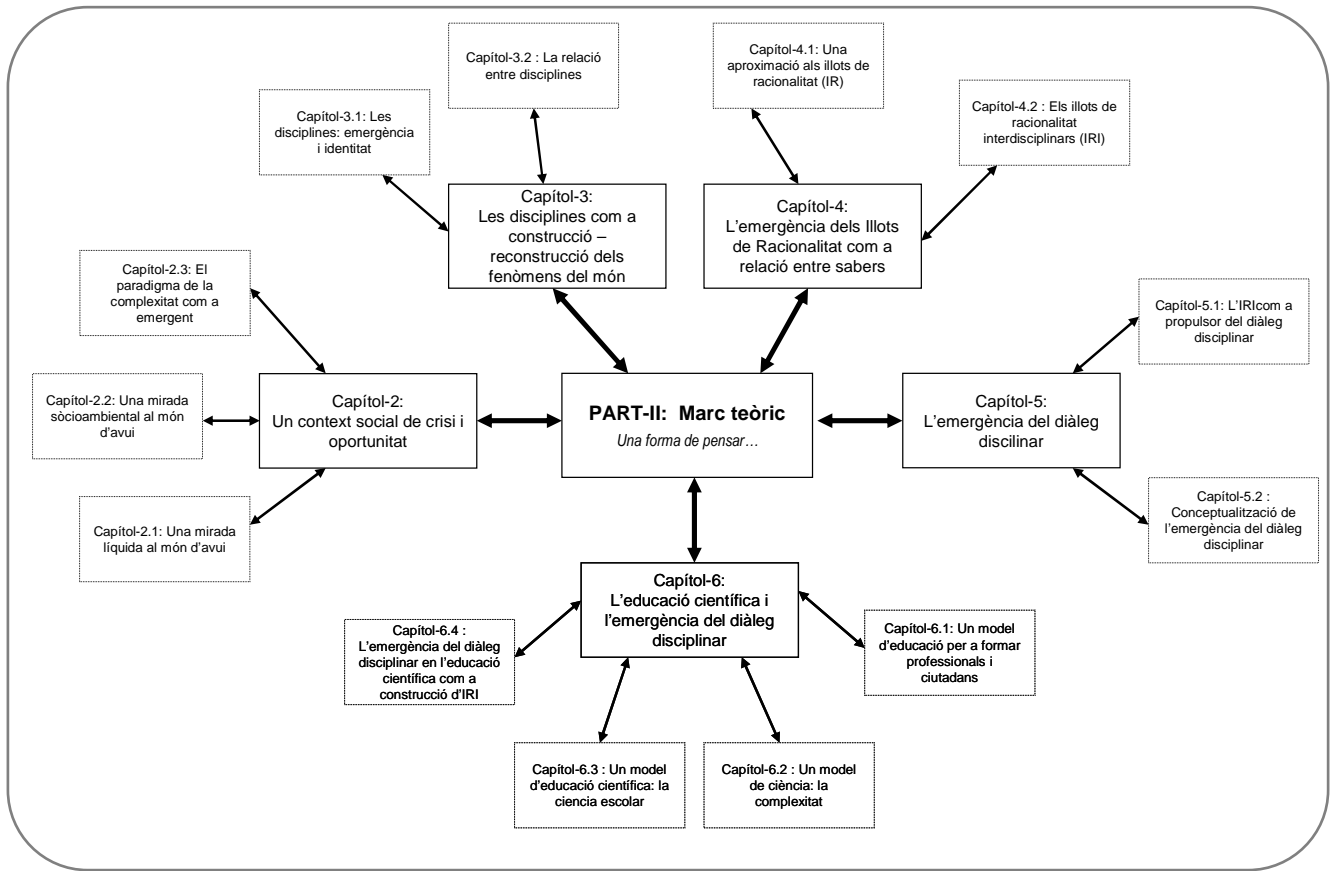 Capítol-3.2 : La relació
entre disciplines
Capítol-4.1: Una
aproximació als illots de
racionalitat (IR)
Capítol-3.1: Les
disciplines: emergència
i identitat
Capítol-4.2 : Els illots de
racionalitat
interdisciplinars (IRI)
Capítol-3:
Les disciplines com a
construcció –
reconstrucció dels
fenòmens del món
Capítol-4:
L'emergència dels Illots
de Racionalitat com a
relació entre sabers
Capítol-2.3: El
paradigma de la
complexitat com a
emergent
Capítol-5.1: L'IRIcom a
propulsor del diàleg
disciplinar
Capítol-2.2: Una mirada
sòcioambiental al món
d'avui
Capítol-2:
Un context social de crisi i
oportunitat
PART-II: Marc teòric
Una forma de pensar…
Capítol-5:
L'emergència del diàleg
discilinar
Capítol-2.1: Una mirada
líquida al món d'avui
Capítol-5.2 :
Conceptualització de
l'emergència del diàleg
disciplinar
Capítol-6:
L'educació científica i
l'emergència del diàleg
disciplinar
Capítol-6.4 :
L'emergència del diàleg
disciplinar en l'educació
científica com a
construcció d'IRI
Capítol-6.1: Un model
d'educació per a formar
professionals i
ciutadans
Capítol-6.3 : Un model
d'educació científica: la
ciencia escolar
Capítol-6.2 : Un model
de ciència: la
complexitat